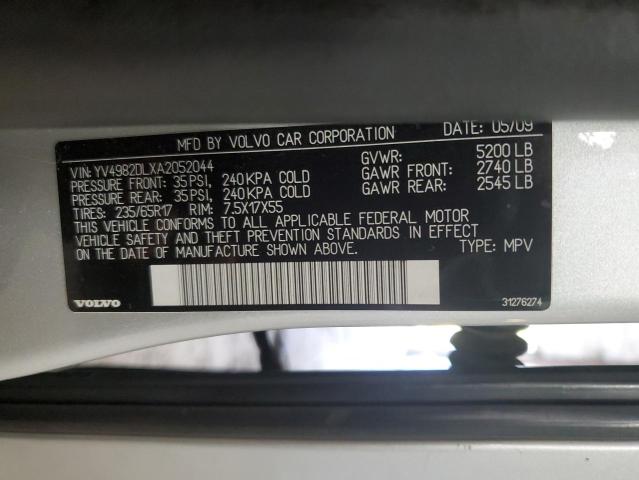 MFD BY VOLVO CAR CORPORATION DATE: 05/09
VIN: YV4982DLXA2052044 GVWR: 5200 LB
PRESSURE FRONT: 35PSI, 240KPA COLD GAWR FRONT: 2740 LB
PRESSURE REAR: 35PSI, 240KPA COLD GAWR REAR: 2545 LB
TIRES: 235/65R17 RIM: 7.5X17X55
THIS VEHICLE CONFORMS TO ALL APPLICABLE FEDERAL MOTOR
VEHICLE SAFETY AND THEFT PREVENTION STANDARDS IN EFFECT
ON THE DATE OF MANUFACTURE SHOWN ABOVE. TYPE: MPV
VOLVO 31276274